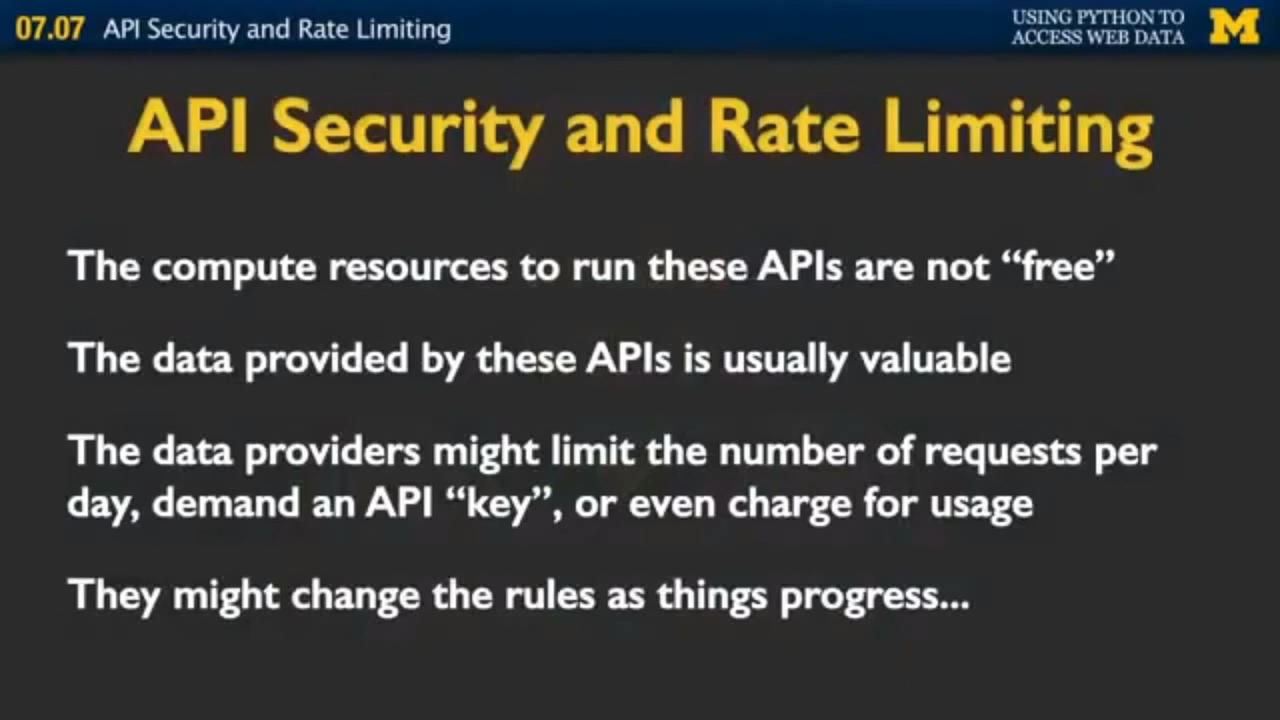 07.07 API Security and Rate Limiting
USING PYTHON TO
ACCESS WEB DATA
M
API Security and Rate Limiting
The compute resources to run these APIs are not “free”
The data provided by these APIs is usually valuable
The data providers might limit the number of requests per
day, demand an API “key”, or even charge for usage
They might change the rules as things progress...